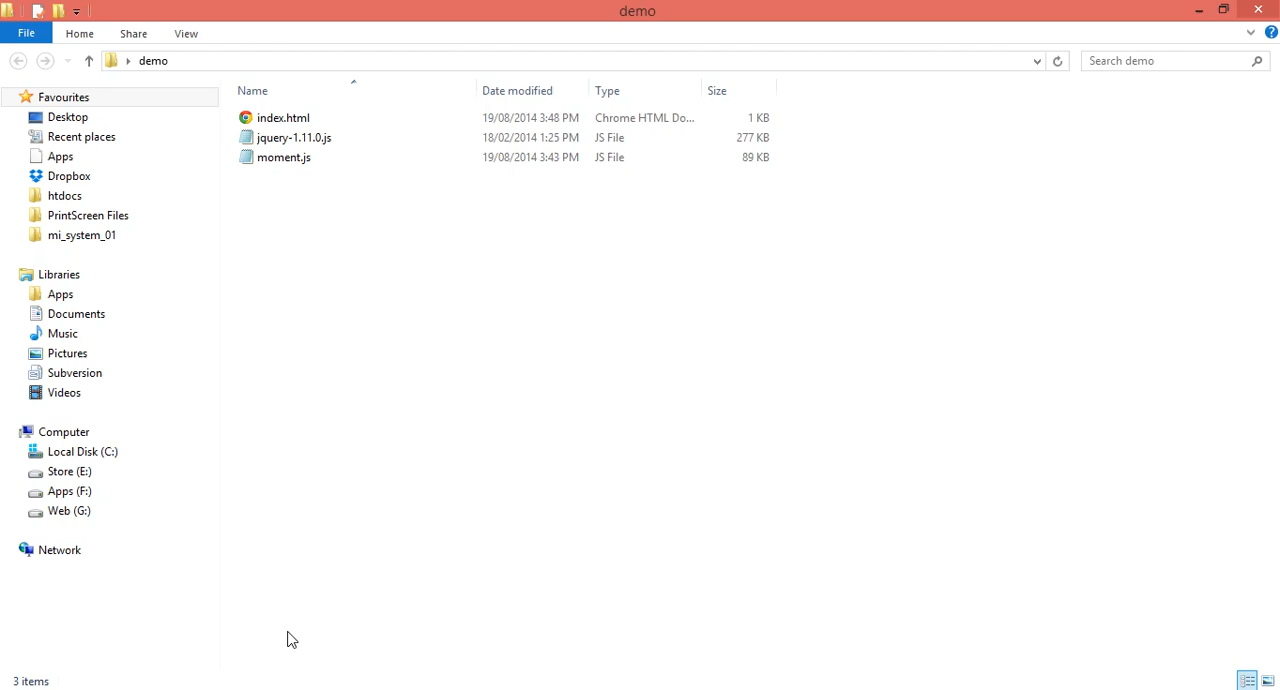 demo
File Home Share View
demo
Search demo
Name Date modified Type Size
index.html 19/08/2014 3:48 PM Chrome HTML Do... 1 KB
jquery-1.11.0.js 18/02/2014 1:25 PM JS File 277 KB
moment.js 19/08/2014 3:43 PM JS File 89 KB
Favourites
Desktop
Recent places
Apps
Dropbox
htdocs
PrintScreen Files
mi_system_01
Libraries
Apps
Documents
Music
Pictures
Subversion
Videos
Computer
Local Disk (C:)
Store (E:)
Apps (F:)
Web (G:)
Network
3 items